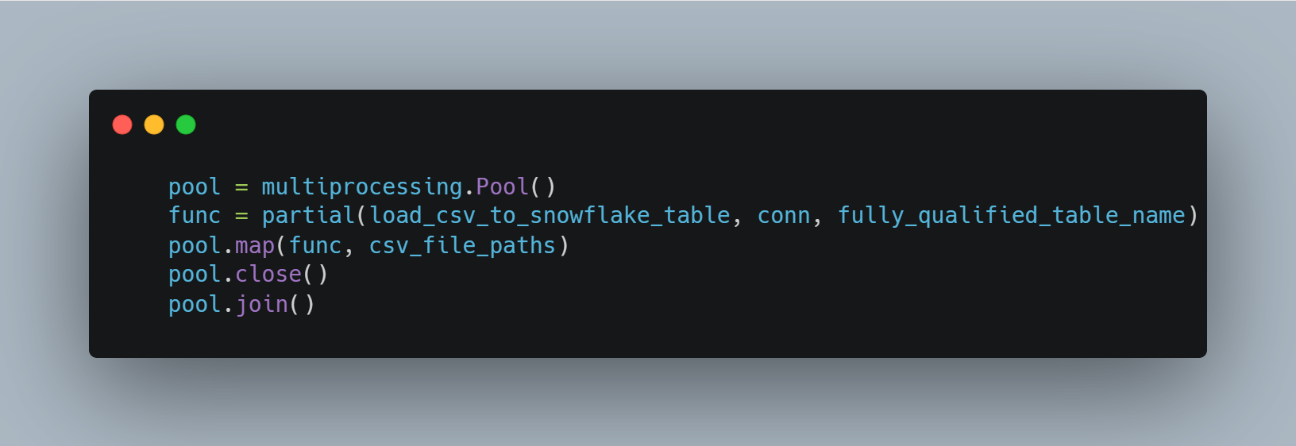 pool = multiprocessing.Pool()
func = partial(load_csv_to_snowflake_table, conn, fully_qualified_table_name)
pool.map(func, csv_file_paths)
pool.close()
pool.join()